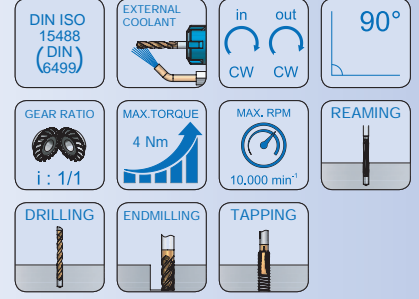 DIN ISO
15488
(DIN
6499)
EXTERNAL
COOLANT
in out
CW CW
90°
GEAR RATIO
i : 1/1
MAX.TORQUE
4 Nm
MAX. RPM
10.000 min⁻¹
REAMING
DRILLING
ENDMILLING
TAPPING